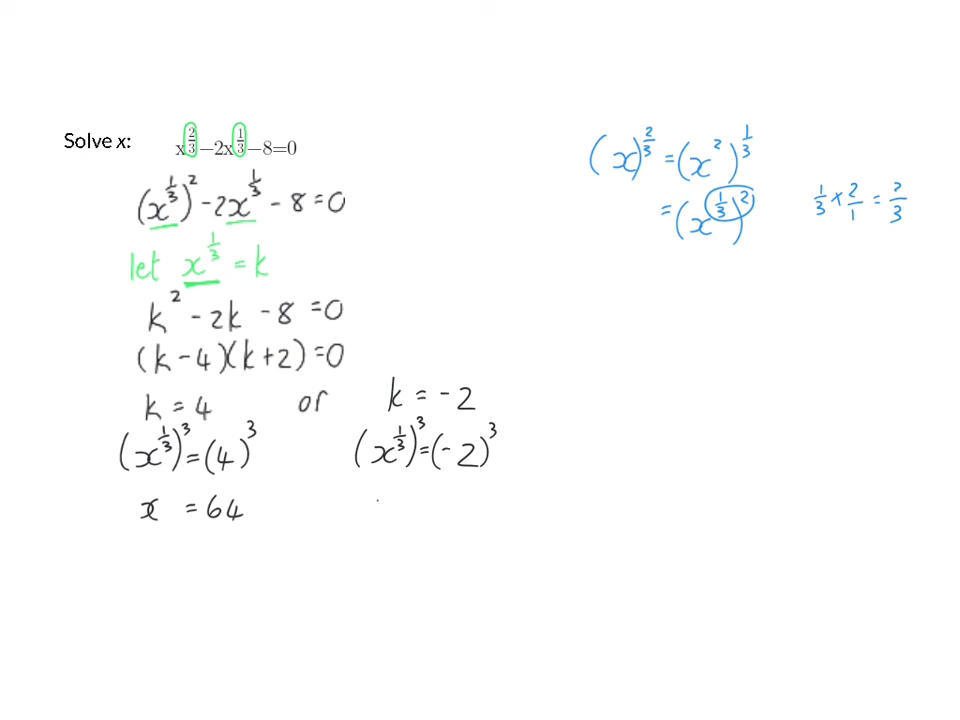 Solve x: x^(2/3) − 2x^(1/3) − 8 = 0
(x^(1/3))^2 - 2x^(1/3) - 8 = 0
let x^(1/3) = k
k^2 - 2k - 8 = 0
(k - 4)(k + 2) = 0
k = 4 or k = -2
(x^(1/3))^3 = (4)^3 (x^(1/3))^3 = (-2)^3
x = 64
(x)^(2/3) = (x^2)^(1/3)
= (x^(1/3))^2 1/3 × 2/1 = 2/3